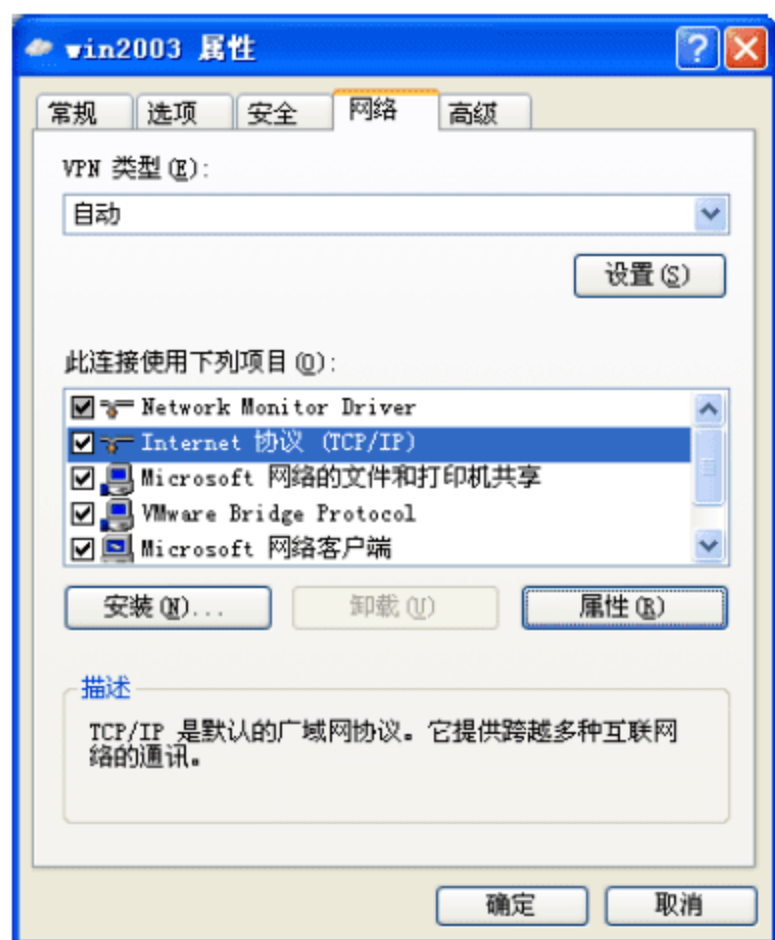 win2003 属性
常规 选项 安全 网络 高级
VPN 类型(E):
自动
设置(S)
此连接使用下列项目(O):
Network Monitor Driver
Internet 协议 (TCP/IP)
Microsoft 网络的文件和打印机共享
VMware Bridge Protocol
Microsoft 网络客户端
安装(N)... 卸载(U) 属性(R)
描述
TCP/IP 是默认的广域网协议。它提供跨越多种互联网
络的通讯。
确定 取消